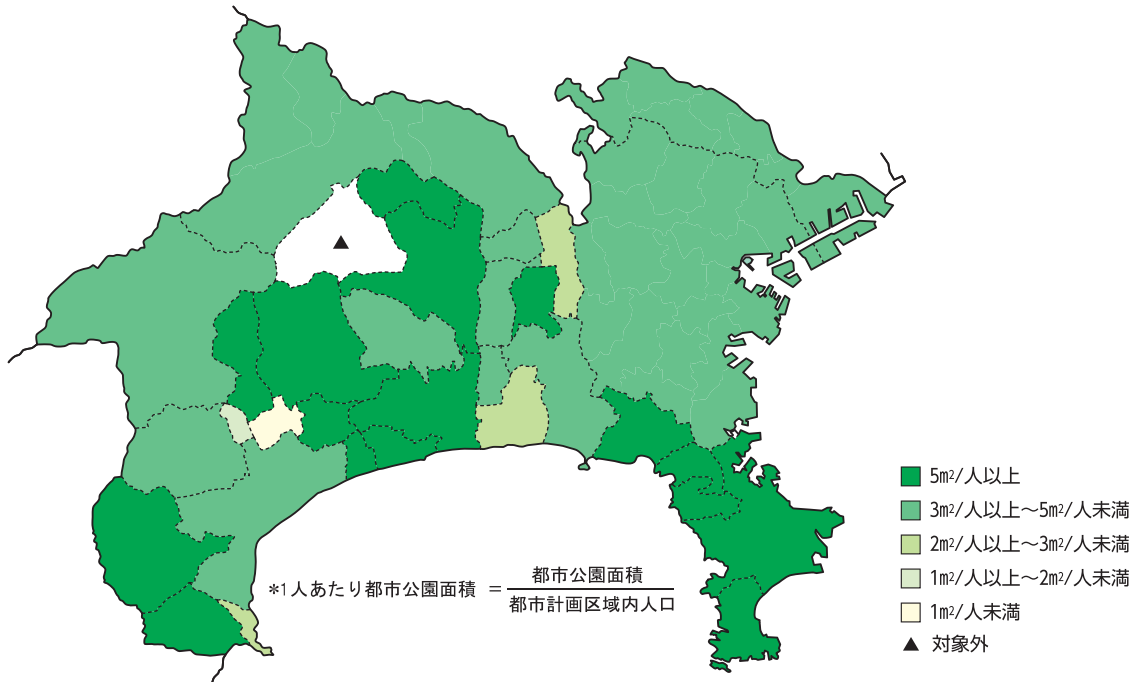 5m²/人以上
3m²/人以上～5m²/人未満
2m²/人以上～3m²/人未満
1m²/人以上～2m²/人未満
1m²/人未満
▲ 対象外
*1人あたり都市公園面積 = 都市公園面積
都市計画区域内人口